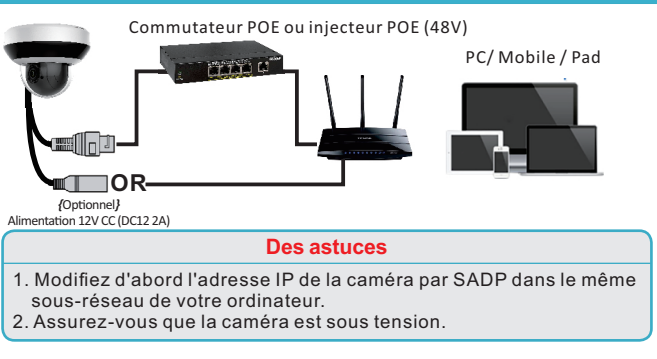 Commutateur POE ou injecteur POE (48V)
PC/ Mobile / Pad
OR
{Optionnel}
Alimentation 12V CC (DC12 2A)
Des astuces
1. Modifiez d'abord l'adresse IP de la caméra par SADP dans le même
sous-réseau de votre ordinateur.
2. Assurez-vous que la caméra est sous tension.